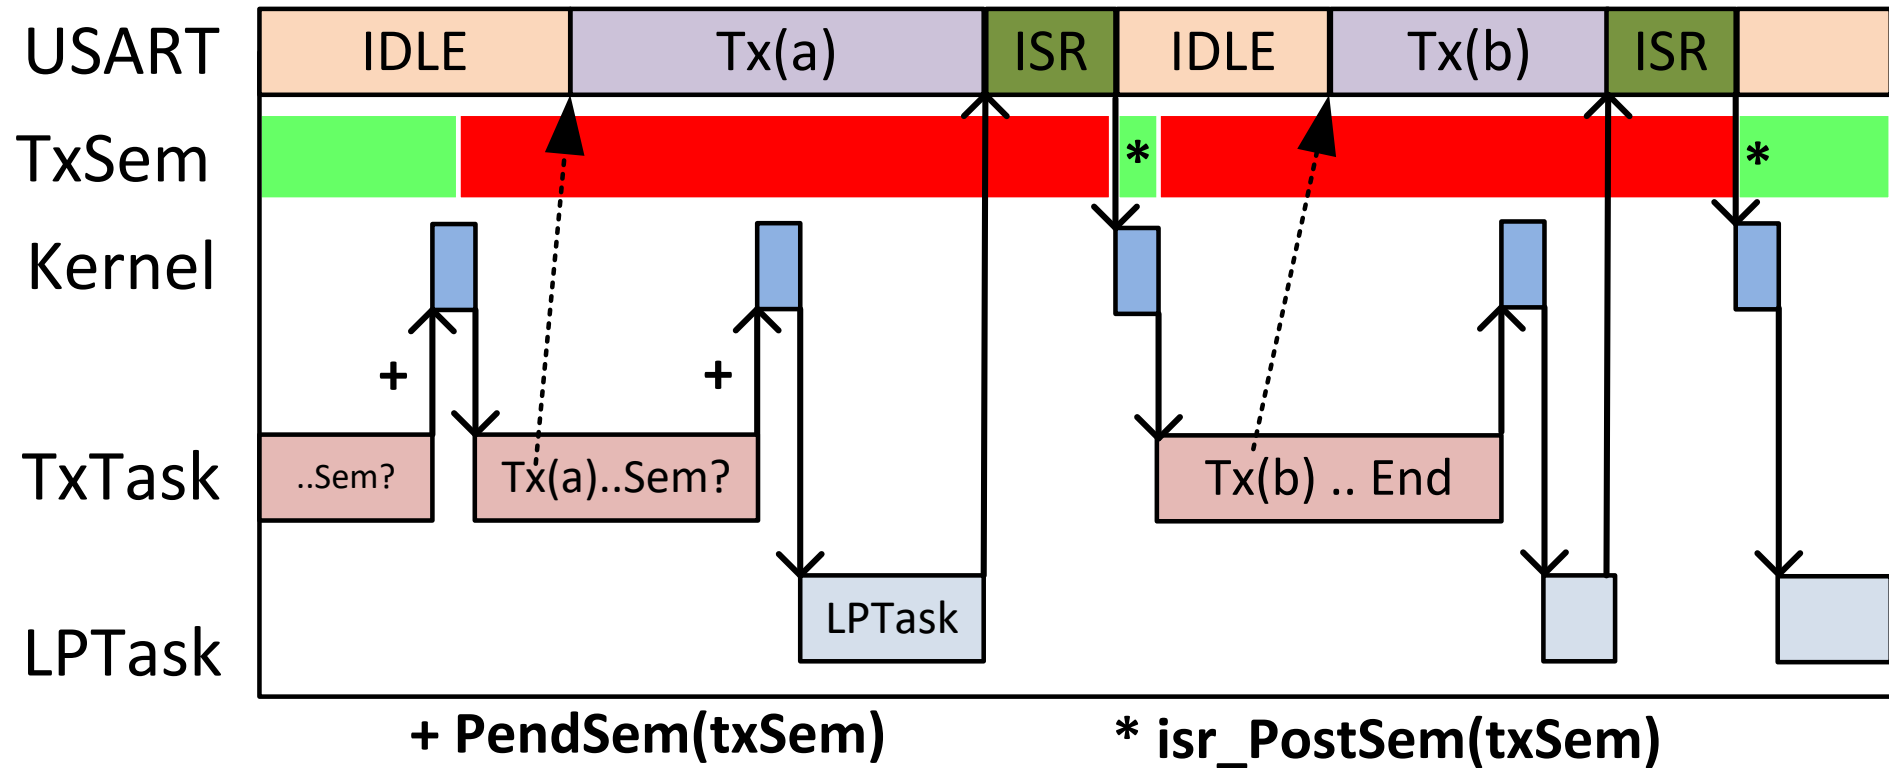 USART IDLE Tx(a) ISR IDLE Tx(b) ISR
TxSem * *
Kernel
+ +
TxTask ..Sem? Tx(a)..Sem? Tx(b) .. End
LPTask LPTask
+ PendSem(txSem) * isr_PostSem(txSem)